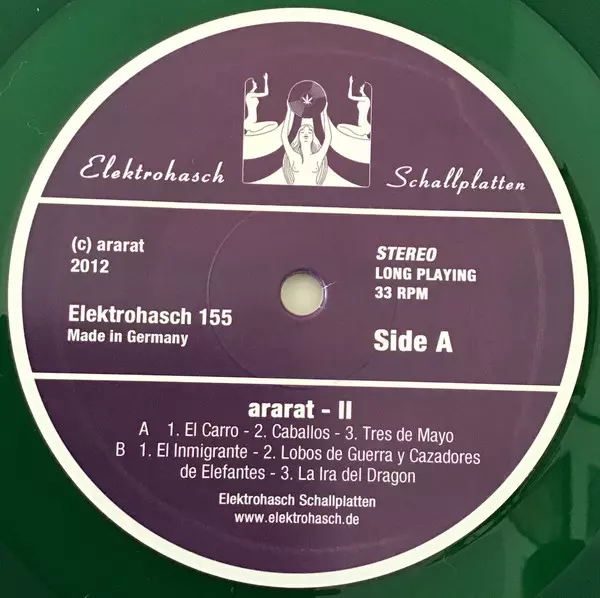 Elektrohasch Schallplatten
(c) ararat
2012
STEREO
LONG PLAYING
33 RPM
Elektrohasch 155
Made in Germany
Side A
ararat - II
A 1. El Carro - 2. Caballos - 3. Tres de Mayo
B 1. El Inmigrante - 2. Lobos de Guerra y Cazadores
de Elefantes - 3. La Ira del Dragon
Elektrohasch Schallplatten
www.elektrohasch.de